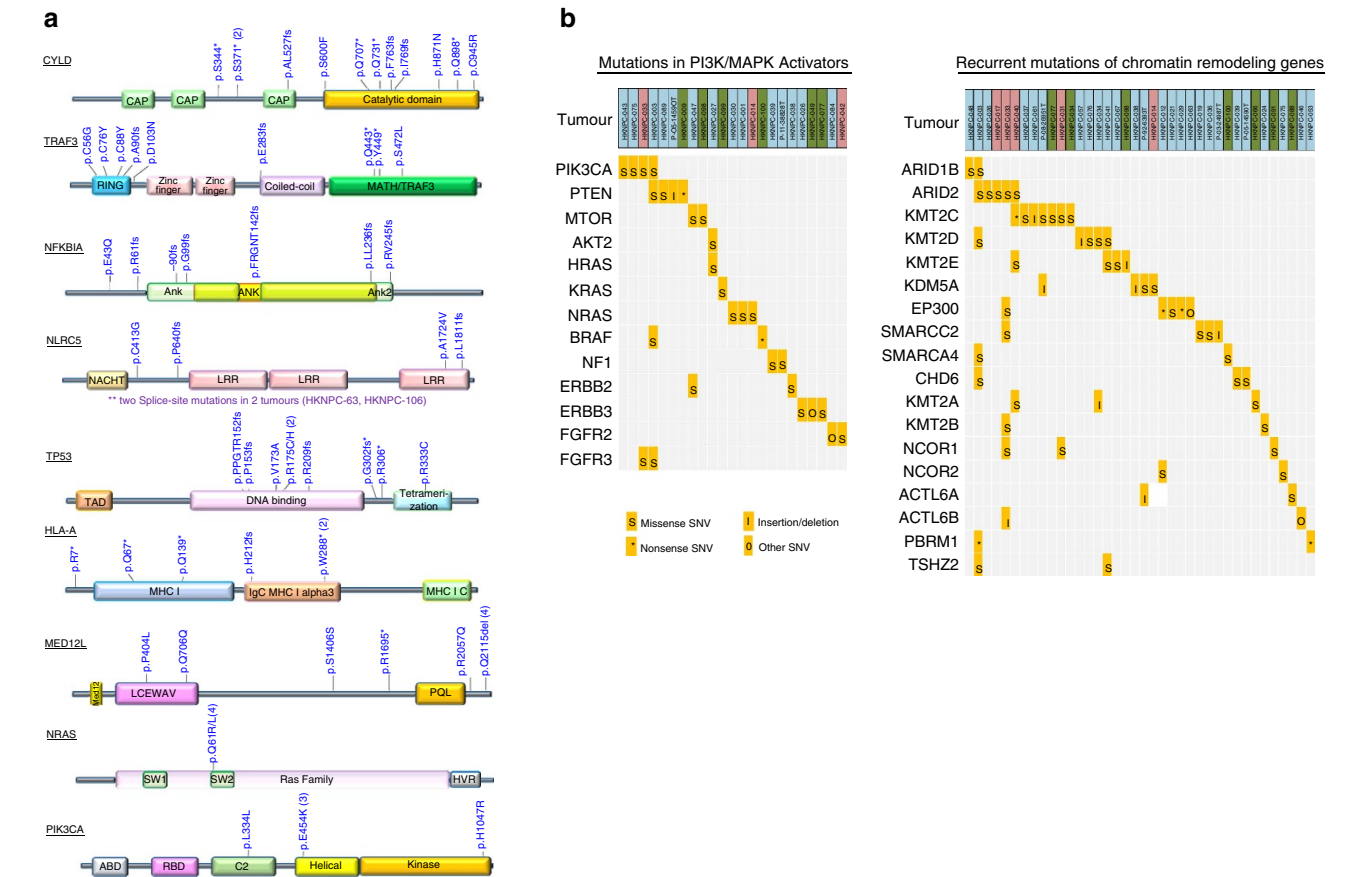 a
CYLD
p.S344*
p.S371* (2)
p.AL527fs
p.S600F
p.Q707*
p.Q731*
p.F763fs
p.I769fs
p.H871N
p.Q898*
p.C945R
CAP
CAP
CAP
Catalytic domain
TRAF3
p.C56G
p.C76Y
p.C88Y
p.A90fs
p.D103N
p.E283fs
p.Q443*
p.Y449*
p.S472L
RING
Zinc finger
Zinc finger
Coiled-coil
MATH/TRAF3
NFKBIA
p.E43Q
p.R61fs
–90fs
p.G99fs
p.FRGNT142fs
p.LL236fs
p.RV245fs
Ank
ANK
Ank2
NLRC5
p.C413G
p.P640fs
p.A1724V
p.L1811fs
NACHT
LRR
LRR
LRR
** two Splice-site mutations in 2 tumours (HKNPC-63, HKNPC-106)
TP53
p.PPGTR152fs
p.P153fs
p.V173A
p.R175C/H (2)
p.R209fs
p.G302fs*
p.R306*
p.R333C
TAD
DNA binding
Tetrameri-
zation
HLA-A
p.R7*
p.Q67*
p.Q139*
p.H212fs
p.W288* (2)
MHC I
IgC MHC I alpha3
MHC I C
MED12L
p.P404L
p.Q706Q
p.S1406S
p.R1695*
p.R2057Q
p.Q2115del (4)
Med12
LCEWAV
PQL
NRAS
p.Q61R/L(4)
SW1
SW2
Ras Family
HVR
PIK3CA
p.L334L
p.E454K (3)
p.H1047R
ABD
RBD
C2
Helical
Kinase
b
Mutations in PI3K/MAPK Activators
Tumour
PIK3CA S S S S
PTEN S S I *
MTOR S S
AKT2 S
HRAS S
KRAS S
NRAS S S S
BRAF S *
NF1 S S
ERBB2 S S
ERBB3 S O S
FGFR2 O S
FGFR3 S S
S Missense SNV
I Insertion/deletion
* Nonsense SNV
0 Other SNV
Recurrent mutations of chromatin remodeling genes
Tumour
ARID1B S S
ARID2 S S S S S
KMT2C * S I S S S S
KMT2D S I S S S
KMT2E S S S I
KDM5A I I S S
EP300 S * S * O
SMARCC2 S S S I
SMARCA4 S S
CHD6 S S S
KMT2A S I S
KMT2B S S
NCOR1 S S S
NCOR2 S S
ACTL6A I S
ACTL6B I O
PBRM1 * *
TSHZ2 S S